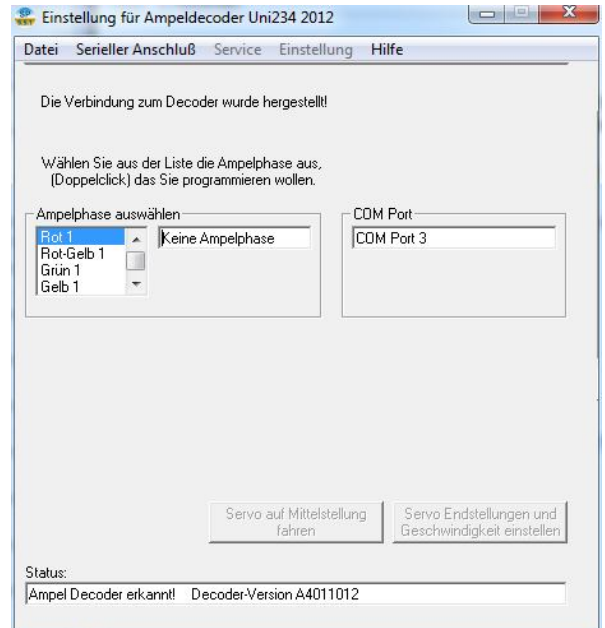 Einstellung für Ampeldecoder Uni234 2012
Datei Serieller Anschluß Service Einstellung Hilfe
Die Verbindung zum Decoder wurde hergestellt!
Wählen Sie aus der Liste die Ampelphase aus,
(Doppelclick) das Sie programmieren wollen.
Ampelphase auswählen
Rot 1
Rot-Gelb 1
Grün 1
Gelb 1
Keine Ampelphase
COM Port
COM Port 3
Servo auf Mittelstellung
fahren
Servo Endstellungen und
Geschwindigkeit einstellen
Status:
Ampel Decoder erkannt! Decoder-Version A4011012